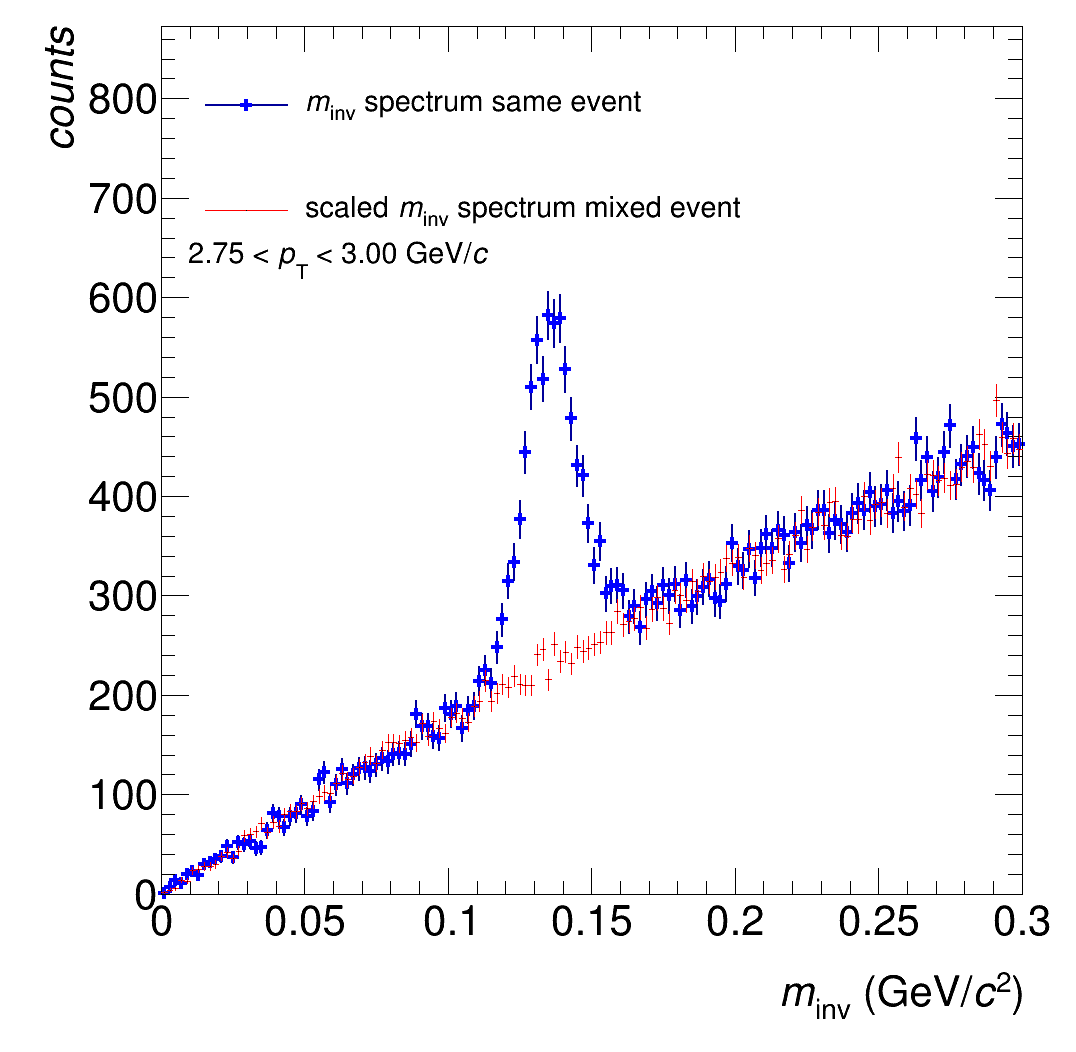 counts
800
700
600
500
400
300
200
100
0
m_inv spectrum same event
scaled m_inv spectrum mixed event
2.75 < p_T < 3.00 GeV/c
0 0.05 0.1 0.15 0.2 0.25 0.3
m_inv (GeV/c²)